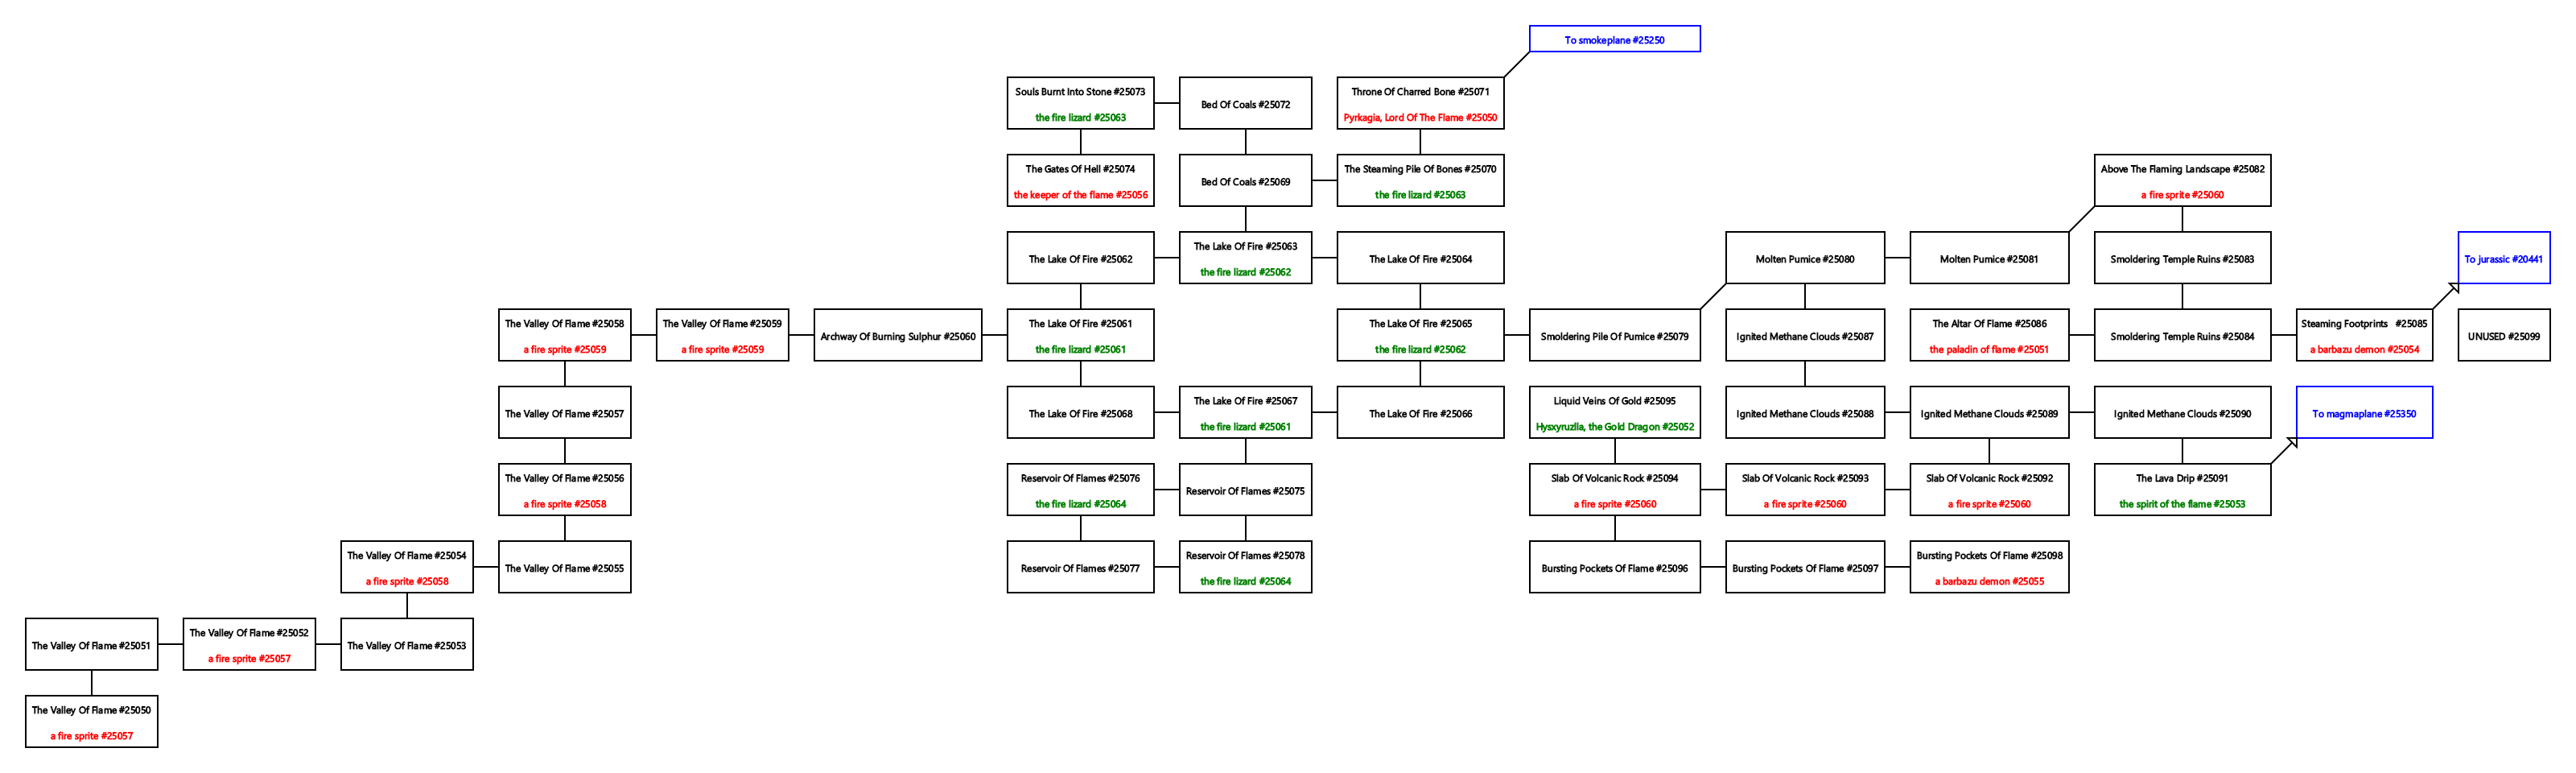 To smokeplane #25250
Souls Burnt Into Stone #25073
the fire lizard #25063
Bed Of Coals #25072
Throne Of Charred Bone #25071
Pyrkagia, Lord Of The Flame #25050
The Gates Of Hell #25074
the keeper of the flame #25056
Bed Of Coals #25069
The Steaming Pile Of Bones #25070
the fire lizard #25063
Above The Flaming Landscape #25082
a fire sprite #25060
The Lake Of Fire #25062
The Lake Of Fire #25063
the fire lizard #25062
The Lake Of Fire #25064
Molten Pumice #25080
Molten Pumice #25081
Smoldering Temple Ruins #25083
To jurassic #20441
The Valley Of Flame #25058
a fire sprite #25059
The Valley Of Flame #25059
a fire sprite #25059
Archway Of Burning Sulphur #25060
The Lake Of Fire #25061
the fire lizard #25061
The Lake Of Fire #25065
the fire lizard #25062
Smoldering Pile Of Pumice #25079
Ignited Methane Clouds #25087
The Altar Of Flame #25086
the paladin of flame #25051
Smoldering Temple Ruins #25084
Steaming Footprints   #25085
a barbazu demon #25054
UNUSED #25099
The Valley Of Flame #25057
The Lake Of Fire #25068
The Lake Of Fire #25067
the fire lizard #25061
The Lake Of Fire #25066
Liquid Veins Of Gold #25095
Hysxyruzlla, the Gold Dragon #25052
Ignited Methane Clouds #25088
Ignited Methane Clouds #25089
Ignited Methane Clouds #25090
To magmaplane #25350
The Valley Of Flame #25056
a fire sprite #25058
Reservoir Of Flames #25076
the fire lizard #25064
Reservoir Of Flames #25075
Slab Of Volcanic Rock #25094
a fire sprite #25060
Slab Of Volcanic Rock #25093
a fire sprite #25060
Slab Of Volcanic Rock #25092
a fire sprite #25060
The Lava Drip #25091
the spirit of the flame #25053
The Valley Of Flame #25054
a fire sprite #25058
The Valley Of Flame #25055
Reservoir Of Flames #25077
Reservoir Of Flames #25078
the fire lizard #25064
Bursting Pockets Of Flame #25096
Bursting Pockets Of Flame #25097
Bursting Pockets Of Flame #25098
a barbazu demon #25055
The Valley Of Flame #25051
The Valley Of Flame #25052
a fire sprite #25057
The Valley Of Flame #25053
The Valley Of Flame #25050
a fire sprite #25057